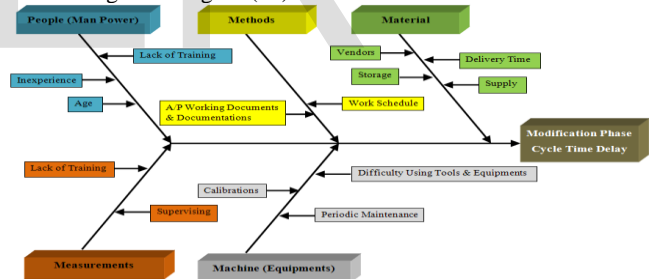 People (Man Power)
Methods
Material
Lack of Training
Vendors
Delivery Time
Inexperience
Storage
Supply
Age
A/P Working Documents
& Documentations
Work Schedule
Modification Phase
Cycle Time Delay
Lack of Training
Difficulty Using Tools & Equipments
Calibrations
Supervising
Periodic Maintenance
Measurements
Machine (Equipments)